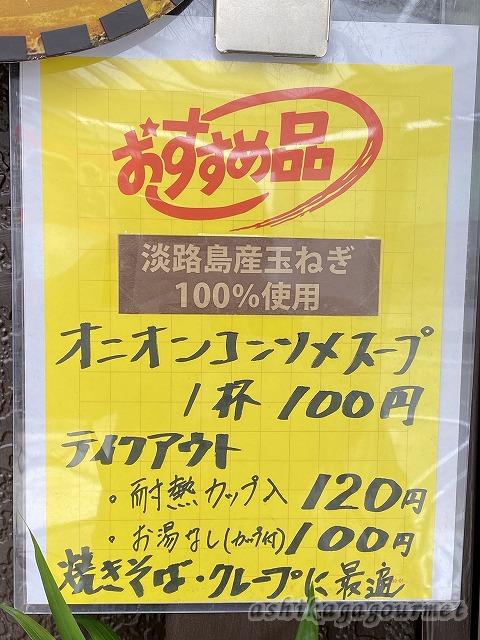 おすすめ品
淡路島産玉ねぎ
100%使用
オニオンコンソメスープ
1杯 100円
テイクアウト
。耐熱カップ入 120円
。お湯なし(カップ付)100円
焼きそば・クレープに最適
ashikagagourmet